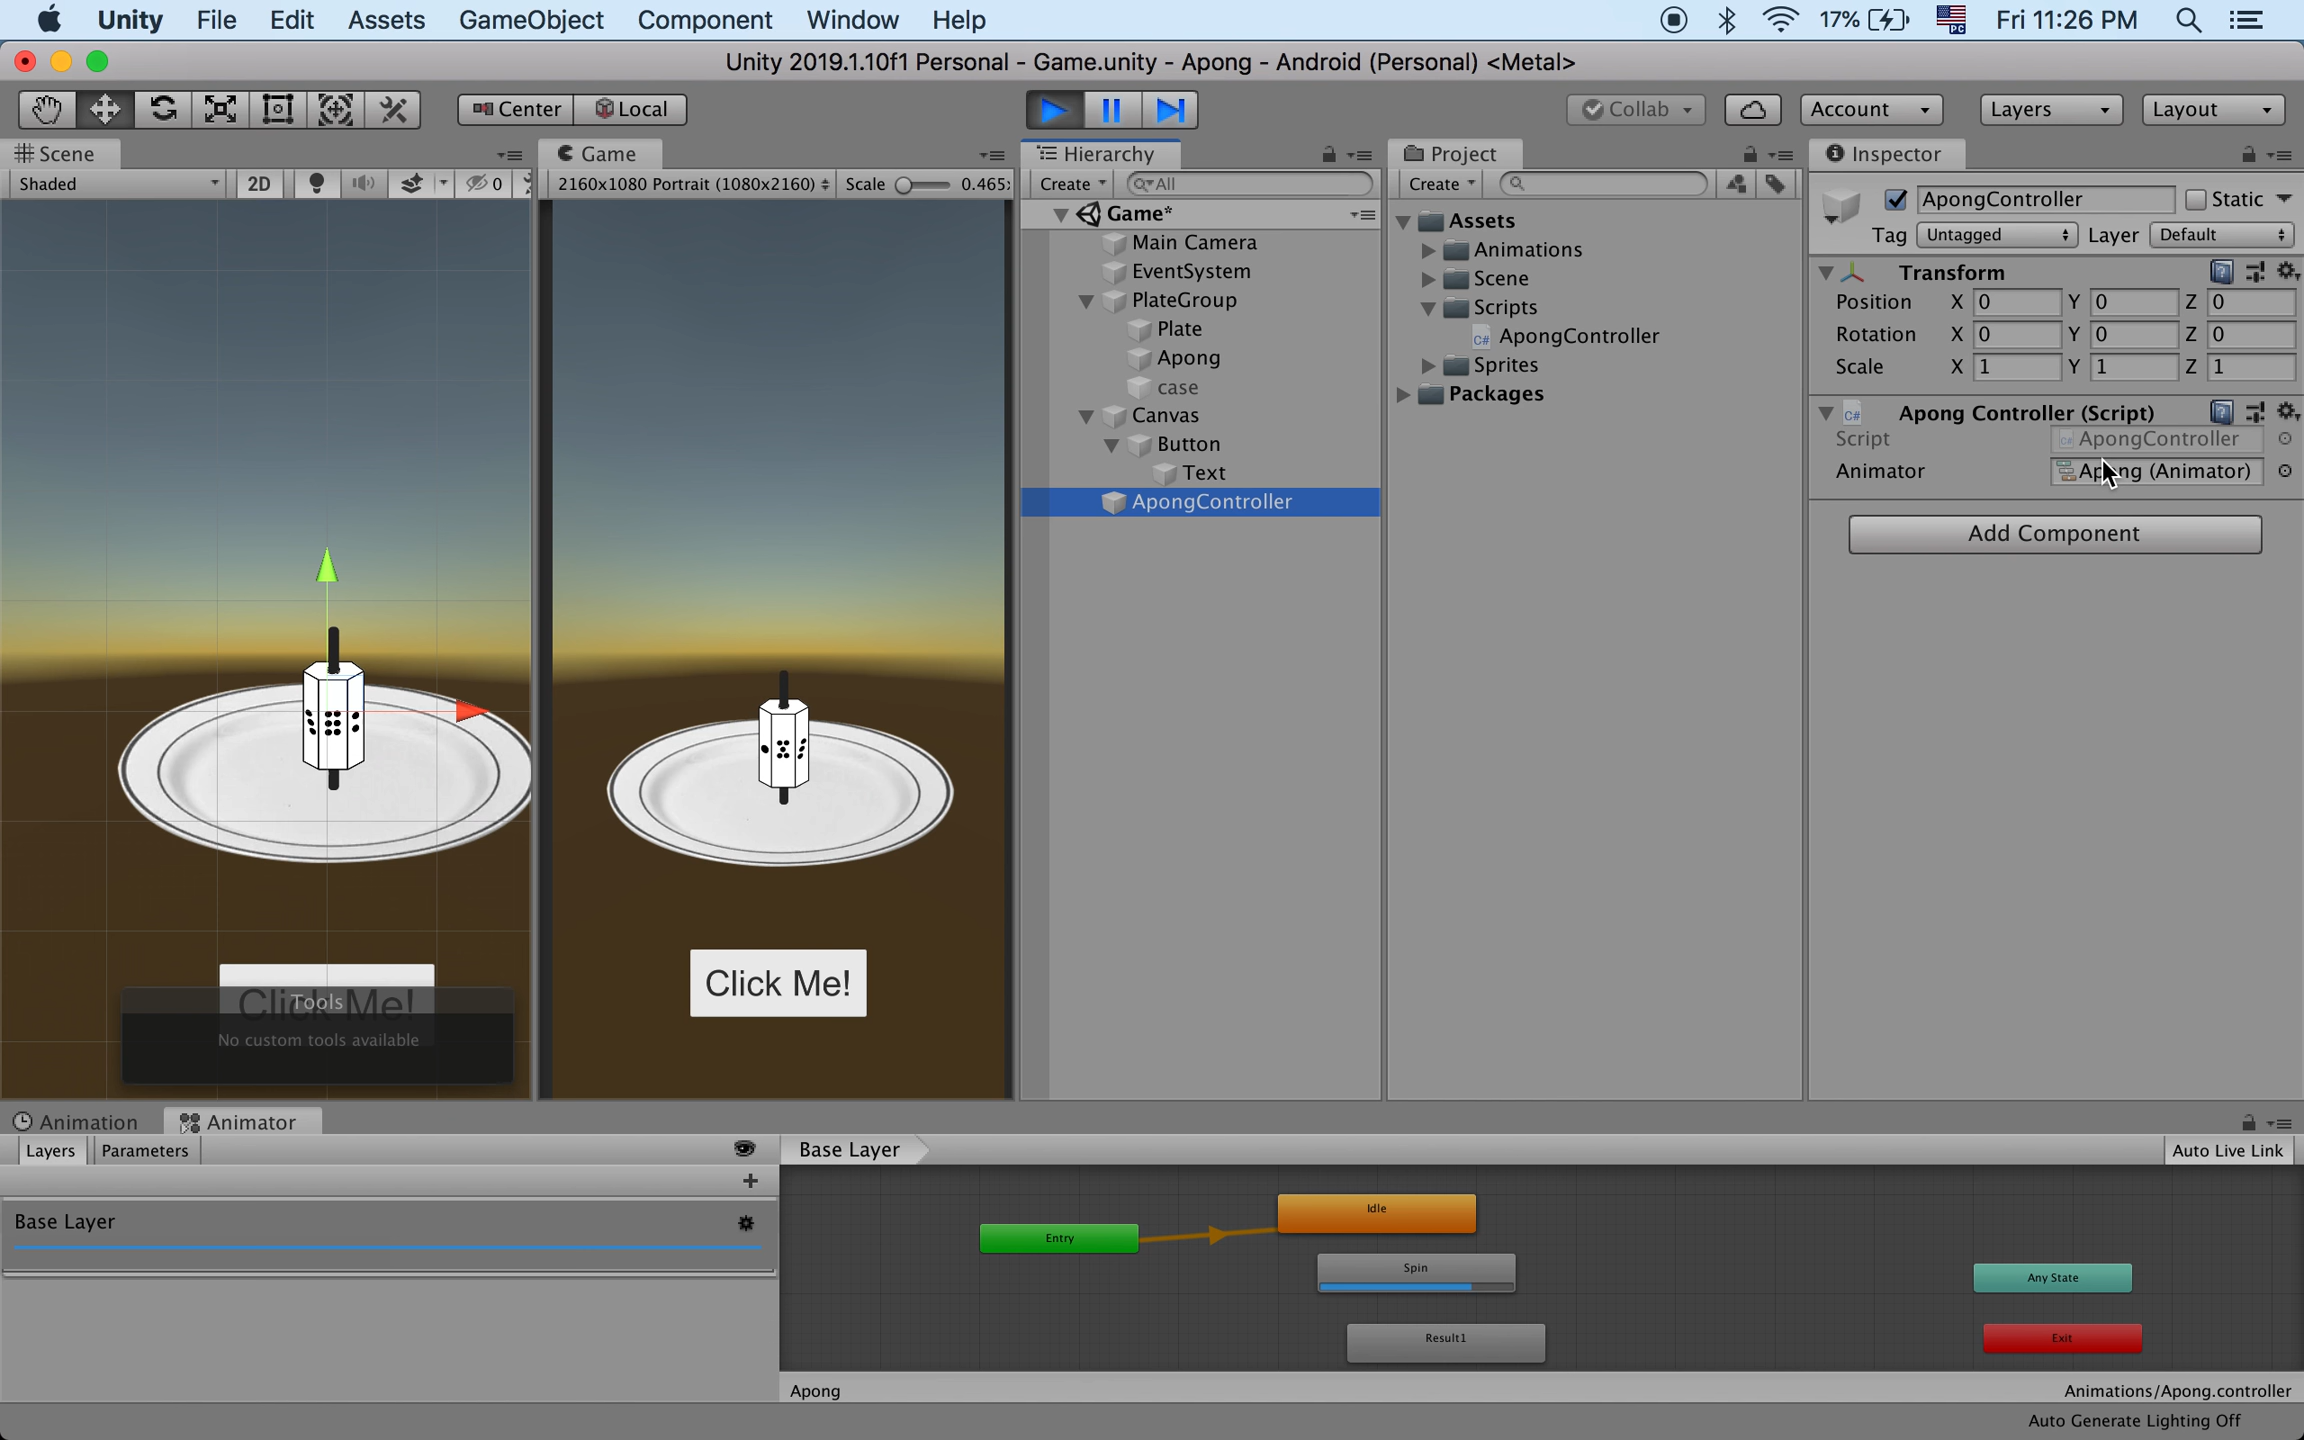 Unity File Edit Assets GameObject Component Window Help 17% PC Fri 11:26 PM
Unity 2019.1.10f1 Personal - Game.unity - Apong - Android (Personal) <Metal>
Center Local Collab Account Layers Layout
Scene Game Hierarchy Project Inspector
Shaded 2D 0 2160x1080 Portrait (1080x2160) Scale 0.465 Create All Create
ApongController Static
Tag Untagged Layer Default
Game*
Main Camera
EventSystem
PlateGroup
Plate
Apong
case
Canvas
Button
Text
ApongController
Assets
Animations
Scene
Scripts
C# ApongController
Sprites
Packages
Transform
Position X 0 Y 0 Z 0
Rotation X 0 Y 0 Z 0
Scale X 1 Y 1 Z 1
C# Apong Controller (Script)
Script ApongController
Animator Apong (Animator)
Add Component
Click Me!
Click Me!
Tools
No custom tools available
Animation Animator
Layers Parameters Base Layer Auto Live Link
Base Layer
Idle
Entry
Spin
Any State
Result1
Exit
Apong Animations/Apong.controller
Auto Generate Lighting Off